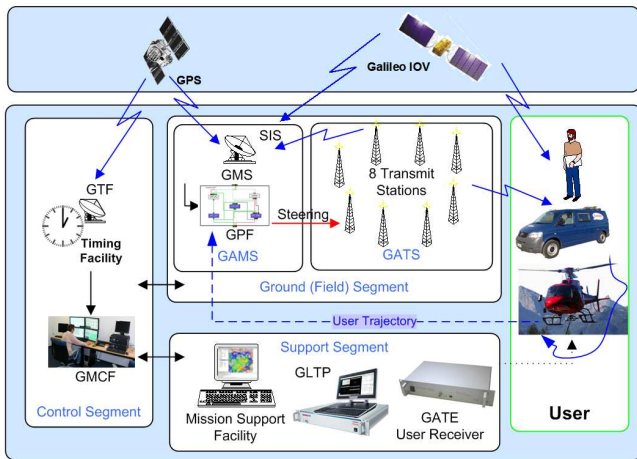 GPS
Galileo IOV
SIS
GTF
GMS
8 Transmit
Stations
Timing
Facility
Steering
GPF
GAMS
GATS
Ground (Field) Segment
User Trajectory
GMCF
Support Segment
GLTP
Mission Support
Facility
GATE
User Receiver
Control Segment
User